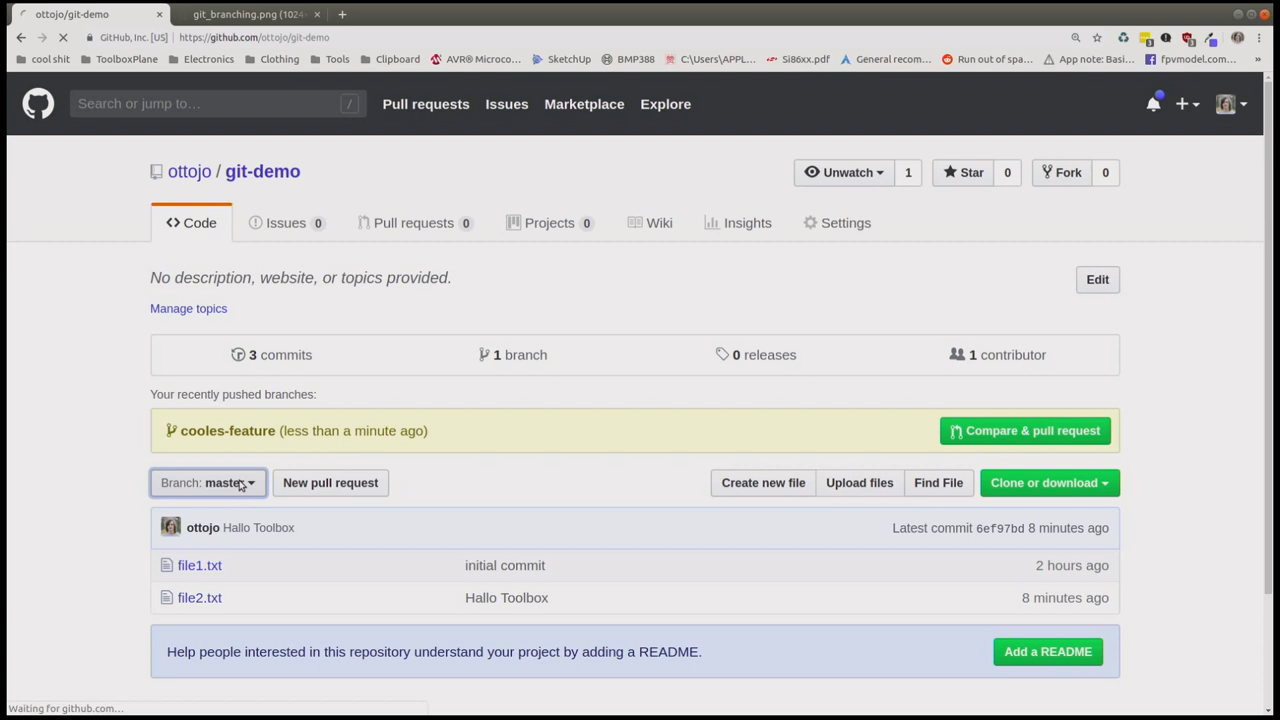 ottojo/git-demo
git_branching.png (1024
GitHub, Inc. [US]
https://github.com/ottojo/git-demo
cool shit
ToolboxPlane
Electronics
Clothing
Tools
Clipboard
AVR® Microco…
SketchUp
BMP388
C:\USERS\APPL…
Si86xx.pdf
General recom…
Run out of spa…
App note: Basi…
fpvmodel.com…
»
Search or jump to…
/
Pull requests
Issues
Marketplace
Explore
ottojo / git-demo
Unwatch
1
Star
0
Fork
0
Code
Issues 0
Pull requests 0
Projects 0
Wiki
Insights
Settings
No description, website, or topics provided.
Edit
Manage topics
3 commits
1 branch
0 releases
1 contributor
Your recently pushed branches:
cooles-feature (less than a minute ago)
Compare & pull request
Branch: master
New pull request
Create new file
Upload files
Find File
Clone or download
ottojo Hallo Toolbox
Latest commit 6ef97bd 8 minutes ago
file1.txt
initial commit
2 hours ago
file2.txt
Hallo Toolbox
8 minutes ago
Help people interested in this repository understand your project by adding a README.
Add a README
Waiting for github.com…